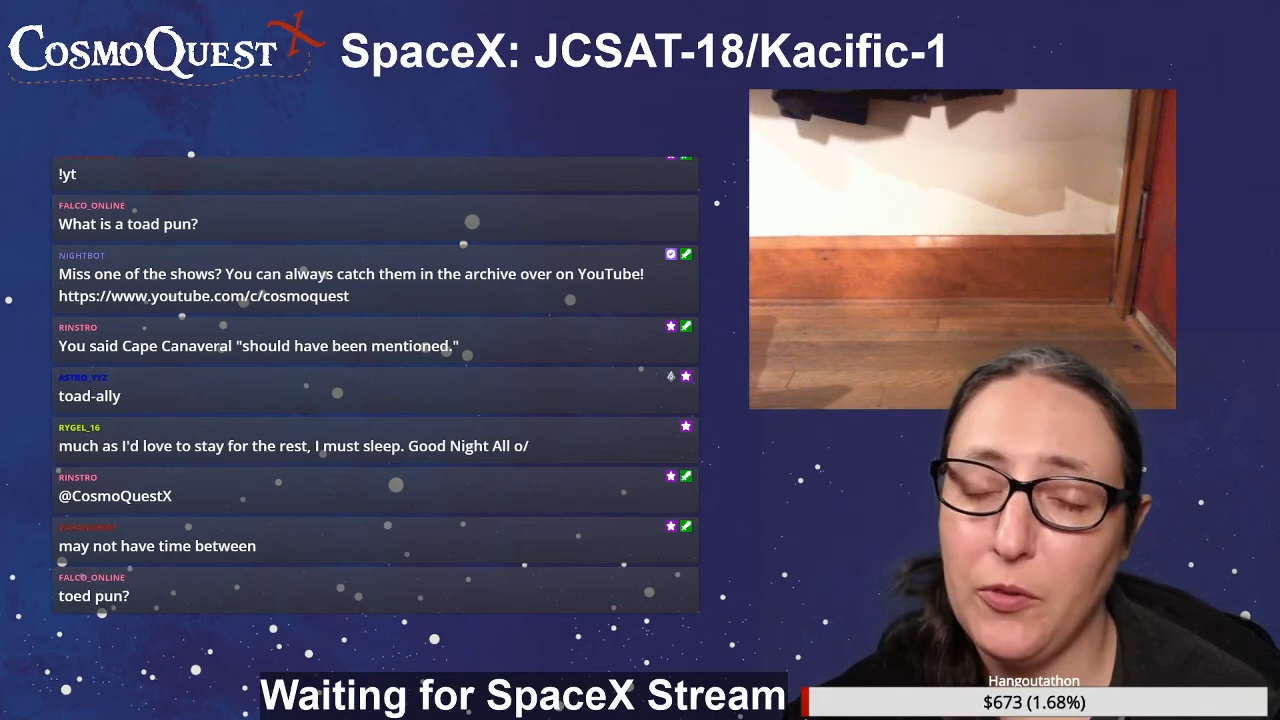 CosmoQuest X
SpaceX: JCSAT-18/Kacific-1
!yt
FALCO_ONLINE
What is a toad pun?
NIGHTBOT
Miss one of the shows? You can always catch them in the archive over on YouTube!
https://www.youtube.com/c/cosmoquest
RINSTRO
You said Cape Canaveral "should have been mentioned."
ASTRO_YYZ
toad-ally
RYGEL_16
much as I'd love to stay for the rest, I must sleep. Good Night All o/
RINSTRO
@CosmoQuestX
may not have time between
FALCO_ONLINE
toed pun?
Waiting for SpaceX Stream
Hangoutathon
$673 (1.68%)